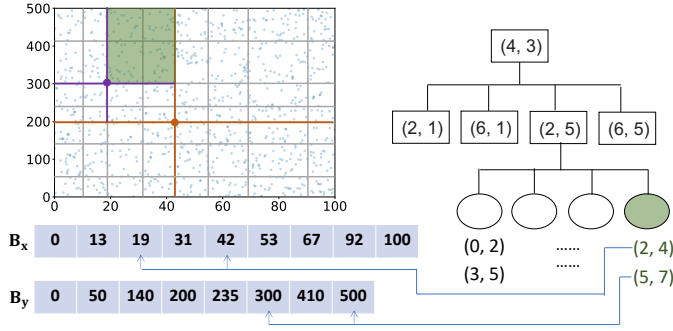 500
400
300
200
100
0
0 20 40 60 80 100
(4, 3)
(2, 1) (6, 1) (2, 5) (6, 5)
(0, 2) ...... (2, 4)
(3, 5) ...... (5, 7)
Bx 0 13 19 31 42 53 67 92 100
By 0 50 140 200 235 300 410 500